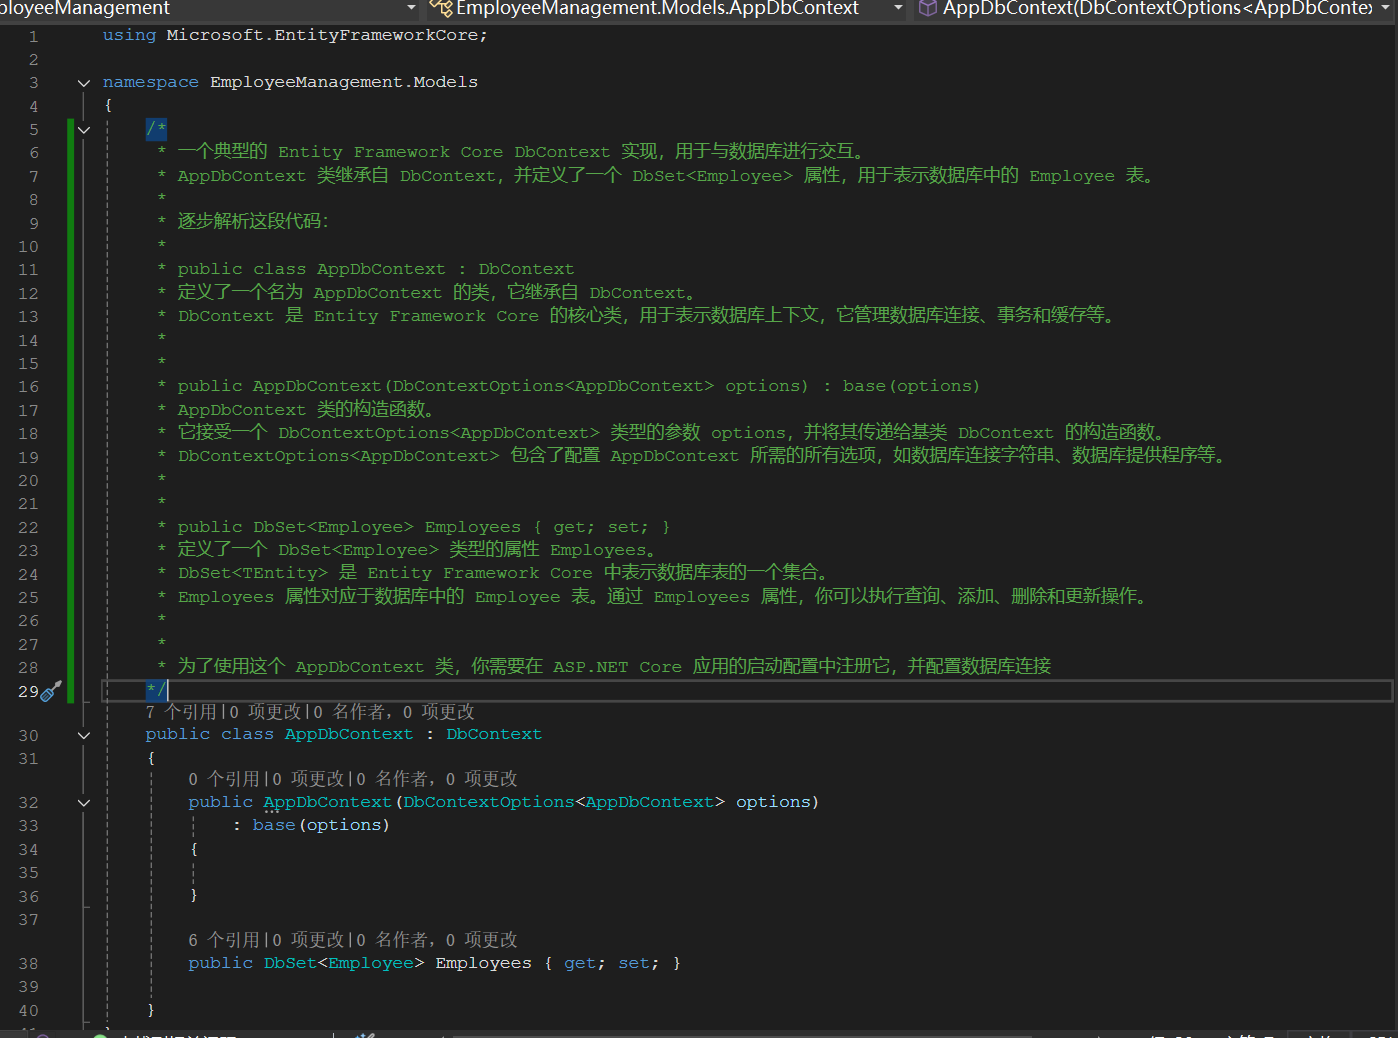 ployeeManagement
EmployeeManagement.Models.AppDbContext
AppDbContext(DbContextOptions<AppDbContex
1 using Microsoft.EntityFrameworkCore;
2
3 namespace EmployeeManagement.Models
4 {
5 /*
6 * 一个典型的 Entity Framework Core DbContext 实现，用于与数据库进行交互。
7 * AppDbContext 类继承自 DbContext，并定义了一个 DbSet<Employee> 属性，用于表示数据库中的 Employee 表。
8 *
9 * 逐步解析这段代码：
10 *
11 * public class AppDbContext : DbContext
12 * 定义了一个名为 AppDbContext 的类，它继承自 DbContext。
13 * DbContext 是 Entity Framework Core 的核心类，用于表示数据库上下文，它管理数据库连接、事务和缓存等。
14 *
15 *
16 * public AppDbContext(DbContextOptions<AppDbContext> options) : base(options)
17 * AppDbContext 类的构造函数。
18 * 它接受一个 DbContextOptions<AppDbContext> 类型的参数 options，并将其传递给基类 DbContext 的构造函数。
19 * DbContextOptions<AppDbContext> 包含了配置 AppDbContext 所需的所有选项，如数据库连接字符串、数据库提供程序等。
20 *
21 *
22 * public DbSet<Employee> Employees { get; set; }
23 * 定义了一个 DbSet<Employee> 类型的属性 Employees。
24 * DbSet<TEntity> 是 Entity Framework Core 中表示数据库表的一个集合。
25 * Employees 属性对应于数据库中的 Employee 表。通过 Employees 属性，你可以执行查询、添加、删除和更新操作。
26 *
27 *
28 * 为了使用这个 AppDbContext 类，你需要在 ASP.NET Core 应用的启动配置中注册它，并配置数据库连接
29 */
7 个引用|0 项更改|0 名作者，0 项更改
30 public class AppDbContext : DbContext
31 {
0 个引用|0 项更改|0 名作者，0 项更改
32 public AppDbContext(DbContextOptions<AppDbContext> options)
33 : base(options)
34 {
35
36 }
37
6 个引用|0 项更改|0 名作者，0 项更改
38 public DbSet<Employee> Employees { get; set; }
39
40 }